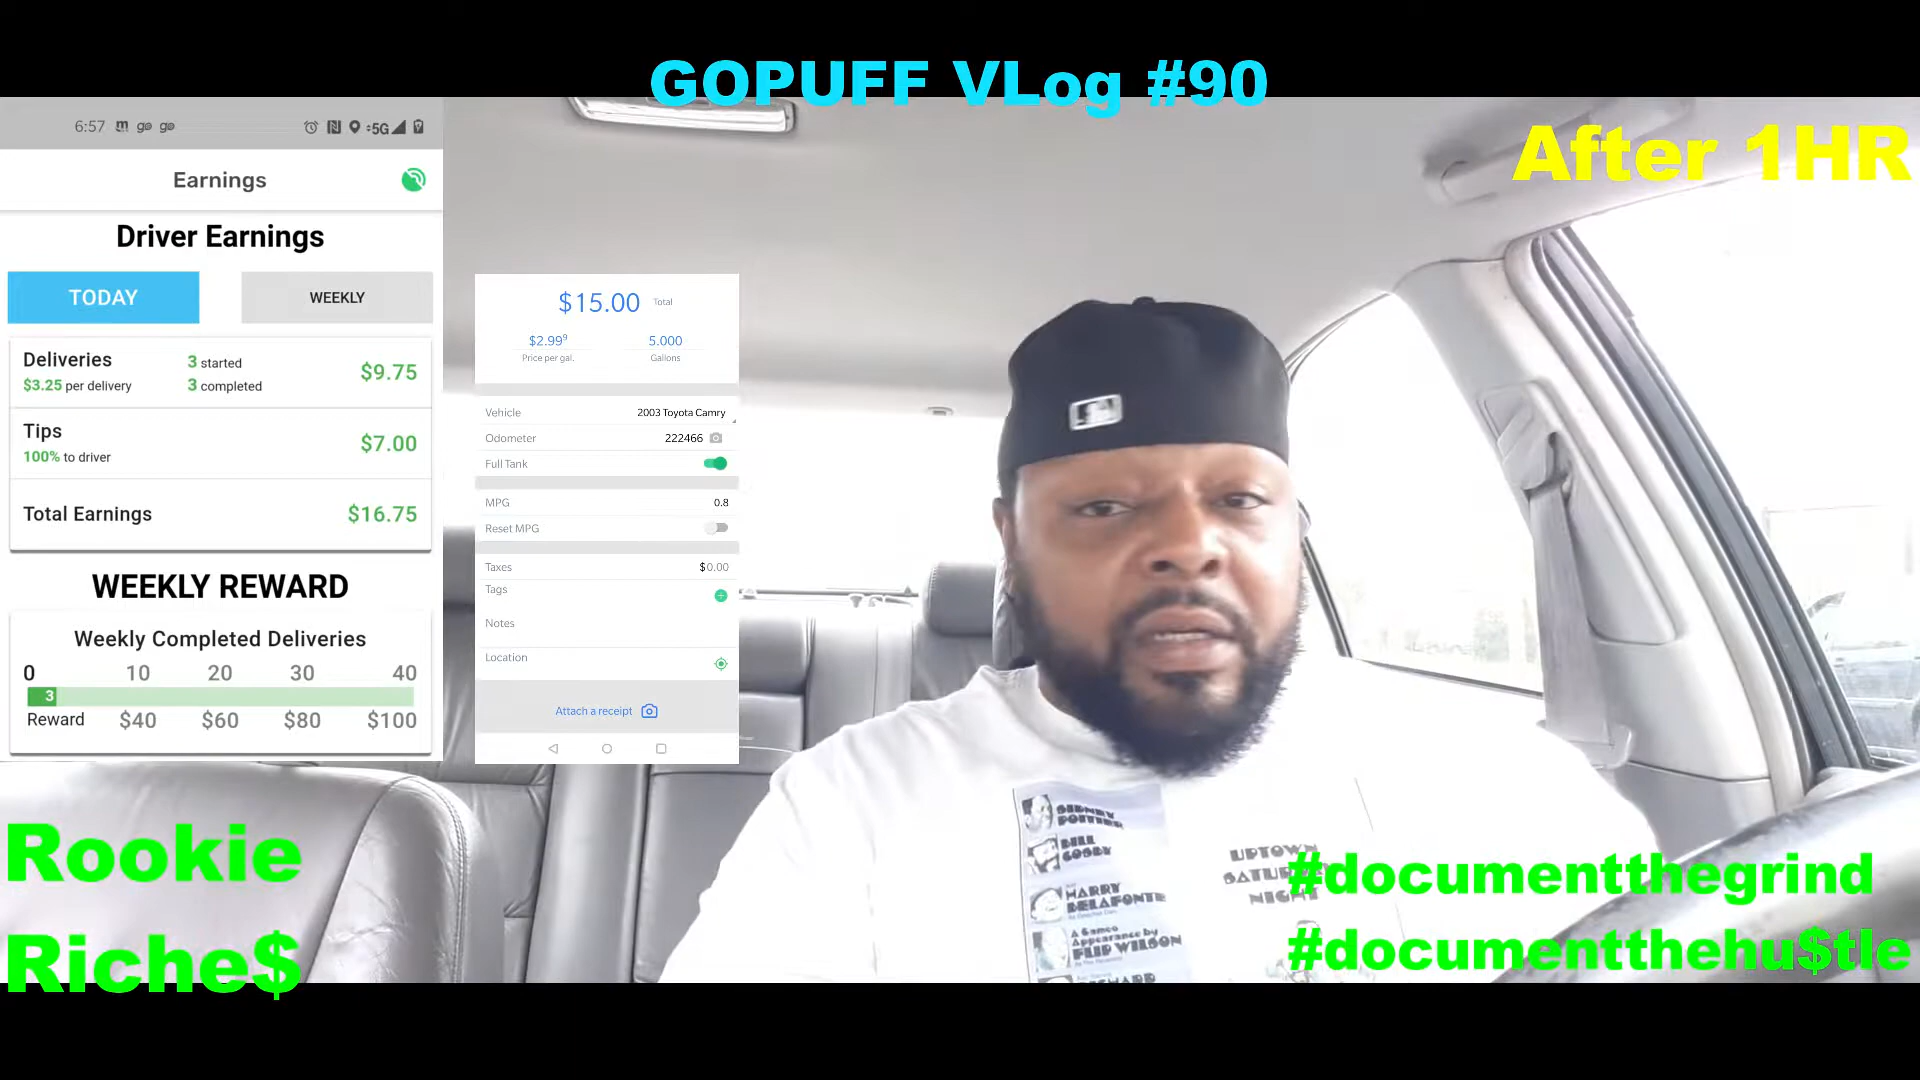 GOPUFF VLog #90
After 1HR
6:57
5G
Earnings
Driver Earnings
TODAY
WEEKLY
Deliveries
$3.25 per delivery
3 started
3 completed
$9.75
Tips
100% to driver
$7.00
Total Earnings
$16.75
WEEKLY REWARD
Weekly Completed Deliveries
0 10 20 30 40
3
Reward $40 $60 $80 $100
$15.00 Total
$2.99⁹ 5.000
Price per gal. Gallons
Vehicle 2003 Toyota Camry
Odometer 222466
Full Tank
MPG 0.8
Reset MPG
Taxes $0.00
Tags
Notes
Location
Attach a receipt
SIDNEY
POITIER
BILL
COSBY
HARRY
BELAFONTE
A Cameo
Appearance by
FLIP WILSON
RICHARD
UPTOWN
SATURDAY
NIGHT
Rookie
Riche$
#documentthegrind
#documentthehu$tle